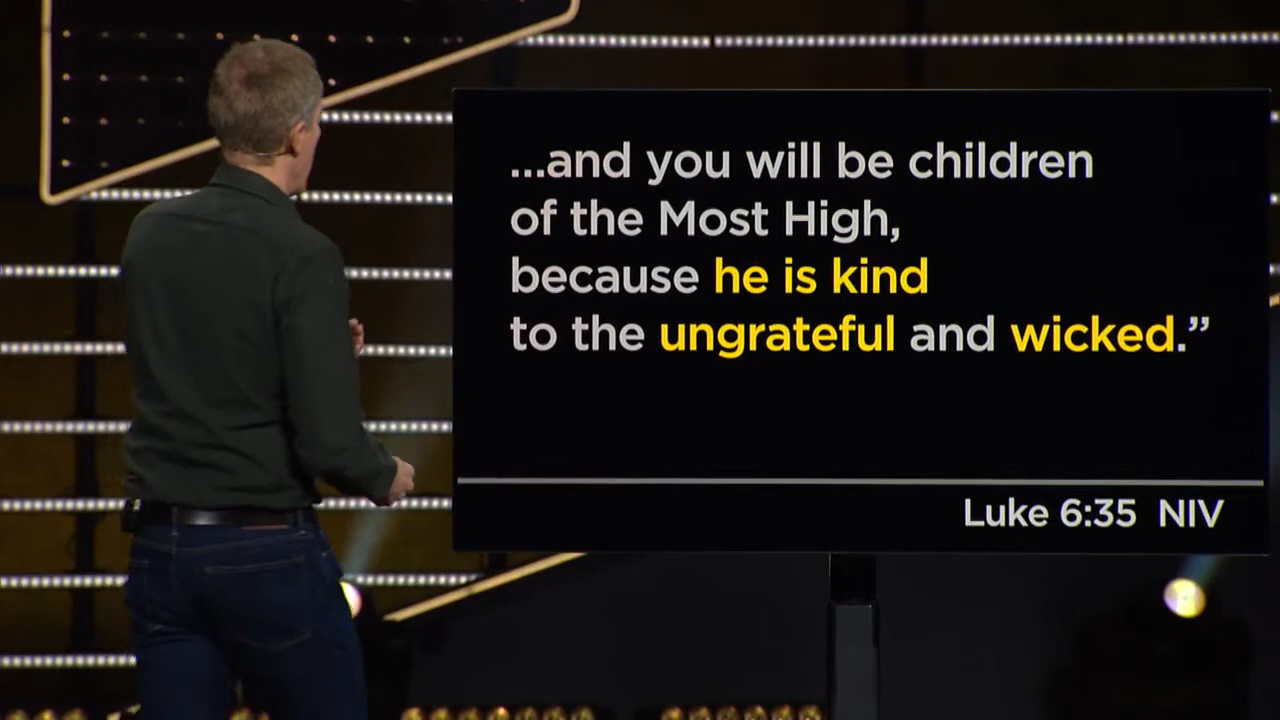 ...and you will be children
of the Most High,
because he is kind
to the ungrateful and wicked.”
Luke 6:35 NIV